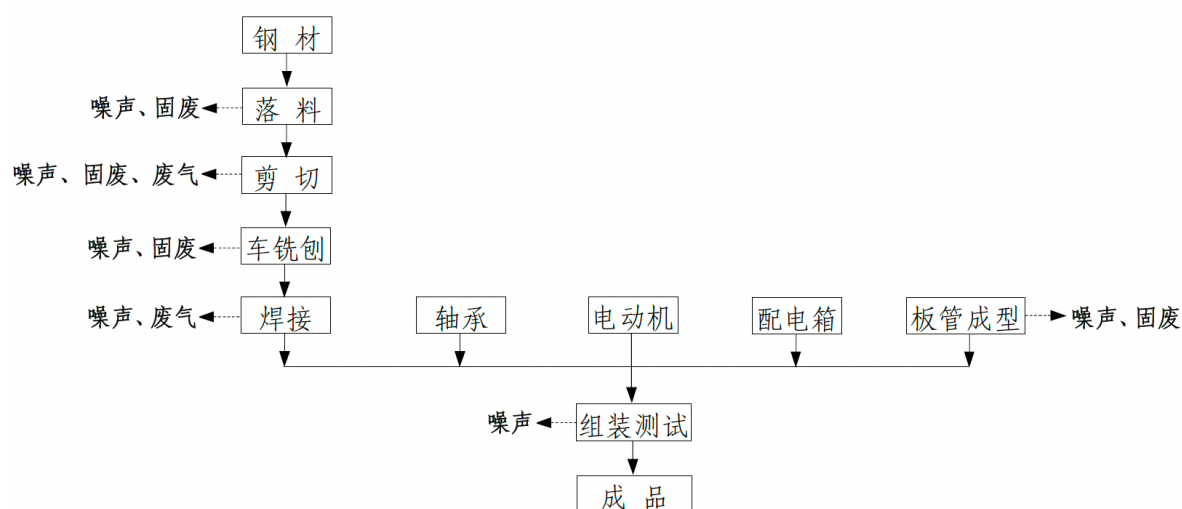 钢 材
噪声、固废 落 料
噪声、固废、废气 剪 切
噪声、固废 车铣刨
噪声、废气 焊接 轴承 电动机 配电箱 板管成型 噪声、固废
噪声 组装测试
成 品